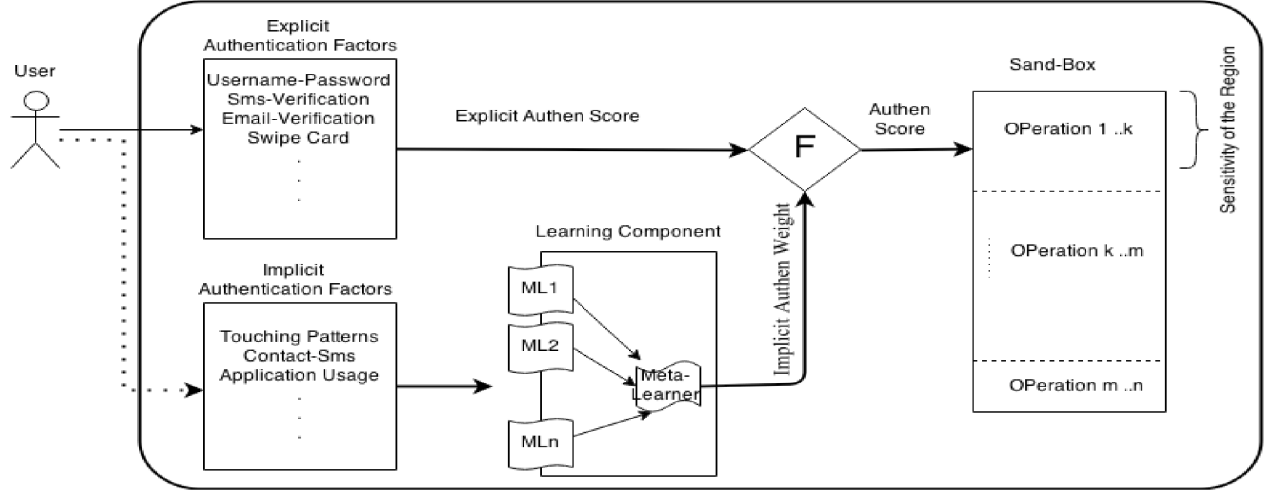 User
Explicit
Authentication Factors
Username-Password
Sms-Verification
Email-Verification
Swipe Card
Explicit Authen Score
F
Authen
Score
Sand-Box
OPeration 1 ..k
OPeration k ..m
OPeration m ..n
Sensitivity of the Region
Implicit
Authentication Factors
Touching Patterns
Contact-Sms
Application Usage
Learning Component
ML1
ML2
MLn
Meta-
Learner
Implicit Authen Weight